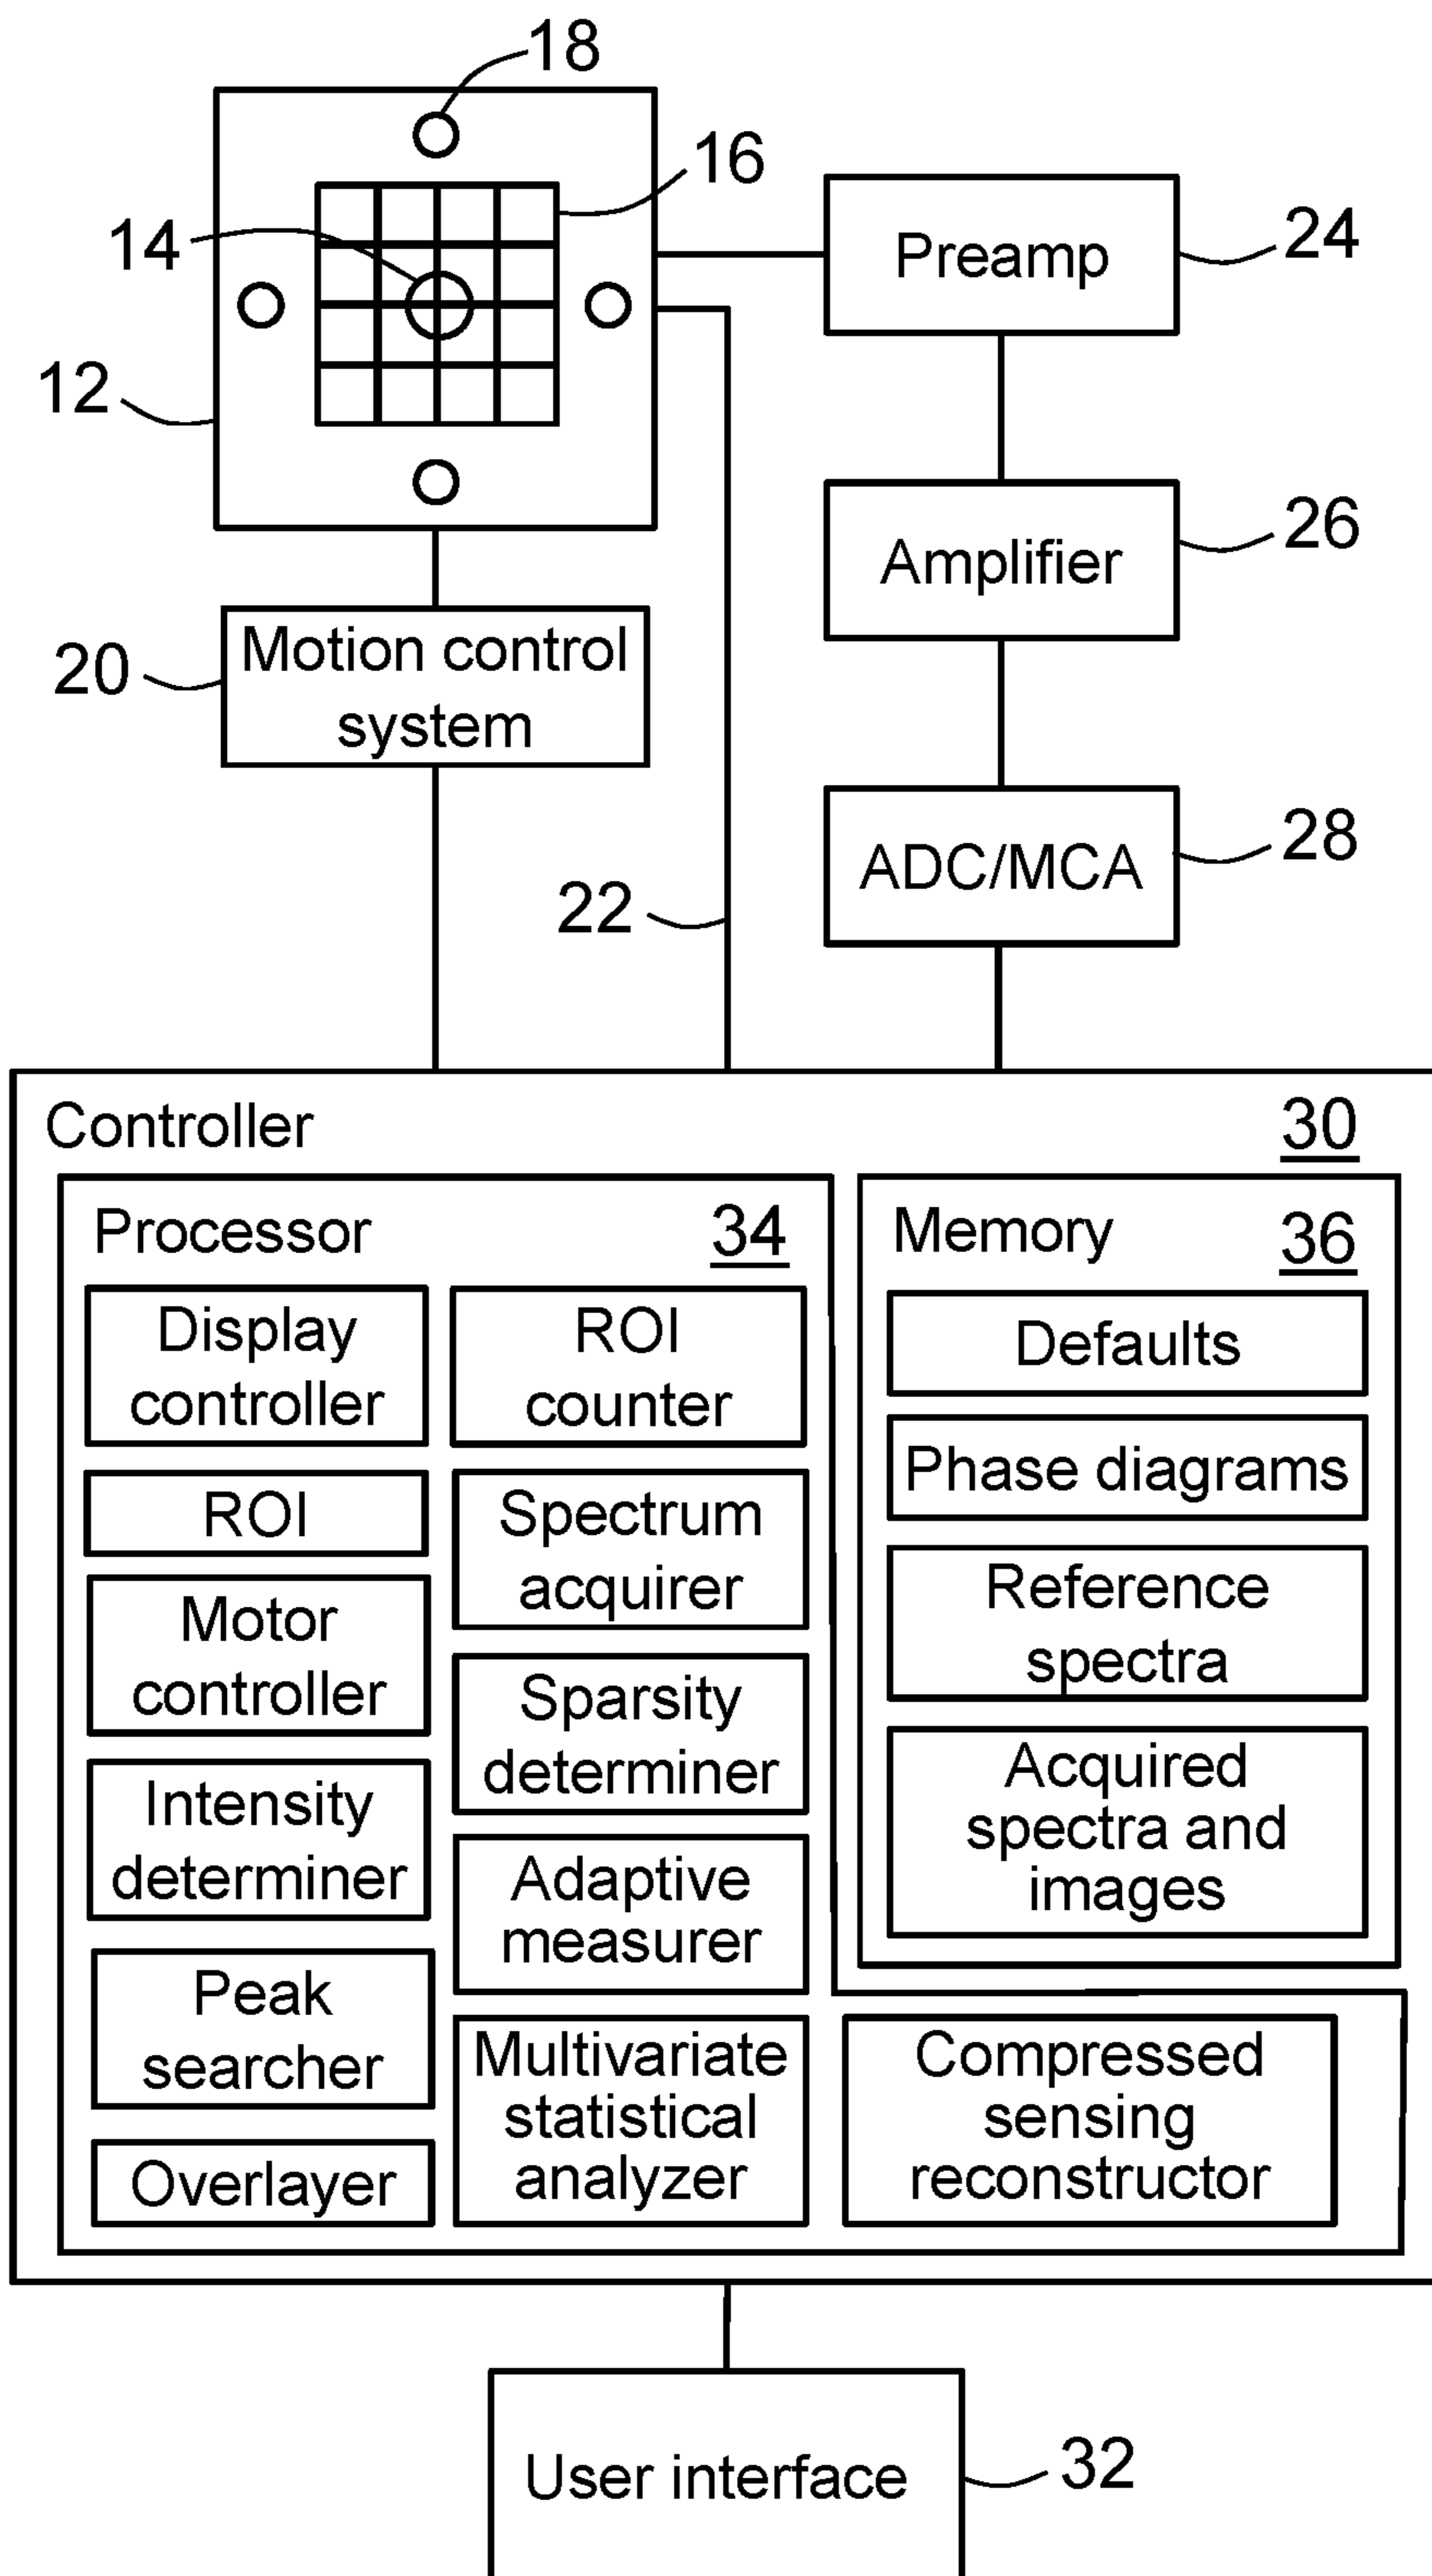 18
16
14
12
Preamp
24
Amplifier
26
Motion control
system
20
ADC/MCA
28
22
Controller
30
Processor
34
Display
controller
ROI
counter
ROI
Spectrum
acquirer
Motor
controller
Sparsity
determiner
Intensity
determiner
Adaptive
measurer
Peak
searcher
Multivariate
statistical
analyzer
Overlayer
Compressed
sensing
reconstructor
Memory
36
Defaults
Phase diagrams
Reference
spectra
Acquired
spectra and
images
User interface
32